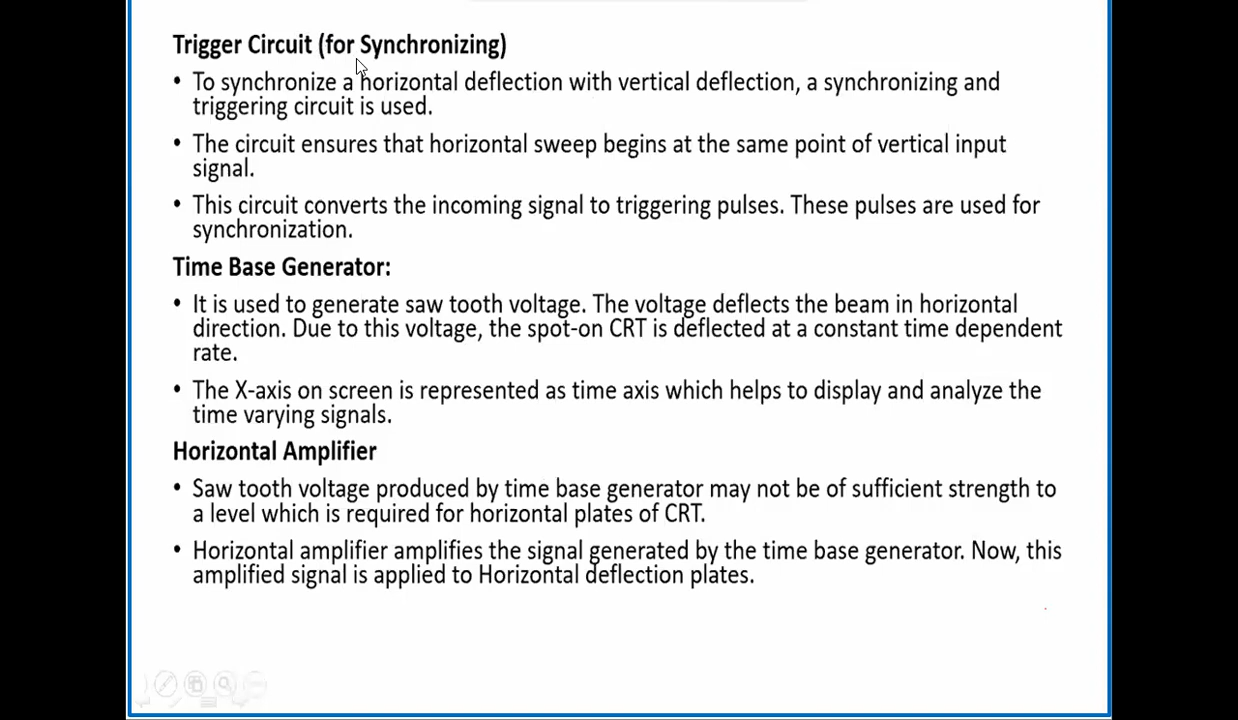 Trigger Circuit (for Synchronizing)
• To synchronize a horizontal deflection with vertical deflection, a synchronizing and
triggering circuit is used.
• The circuit ensures that horizontal sweep begins at the same point of vertical input
signal.
• This circuit converts the incoming signal to triggering pulses. These pulses are used for
synchronization.
Time Base Generator:
• It is used to generate saw tooth voltage. The voltage deflects the beam in horizontal
direction. Due to this voltage, the spot-on CRT is deflected at a constant time dependent
rate.
• The X-axis on screen is represented as time axis which helps to display and analyze the
time varying signals.
Horizontal Amplifier
• Saw tooth voltage produced by time base generator may not be of sufficient strength to
a level which is required for horizontal plates of CRT.
• Horizontal amplifier amplifies the signal generated by the time base generator. Now, this
amplified signal is applied to Horizontal deflection plates.